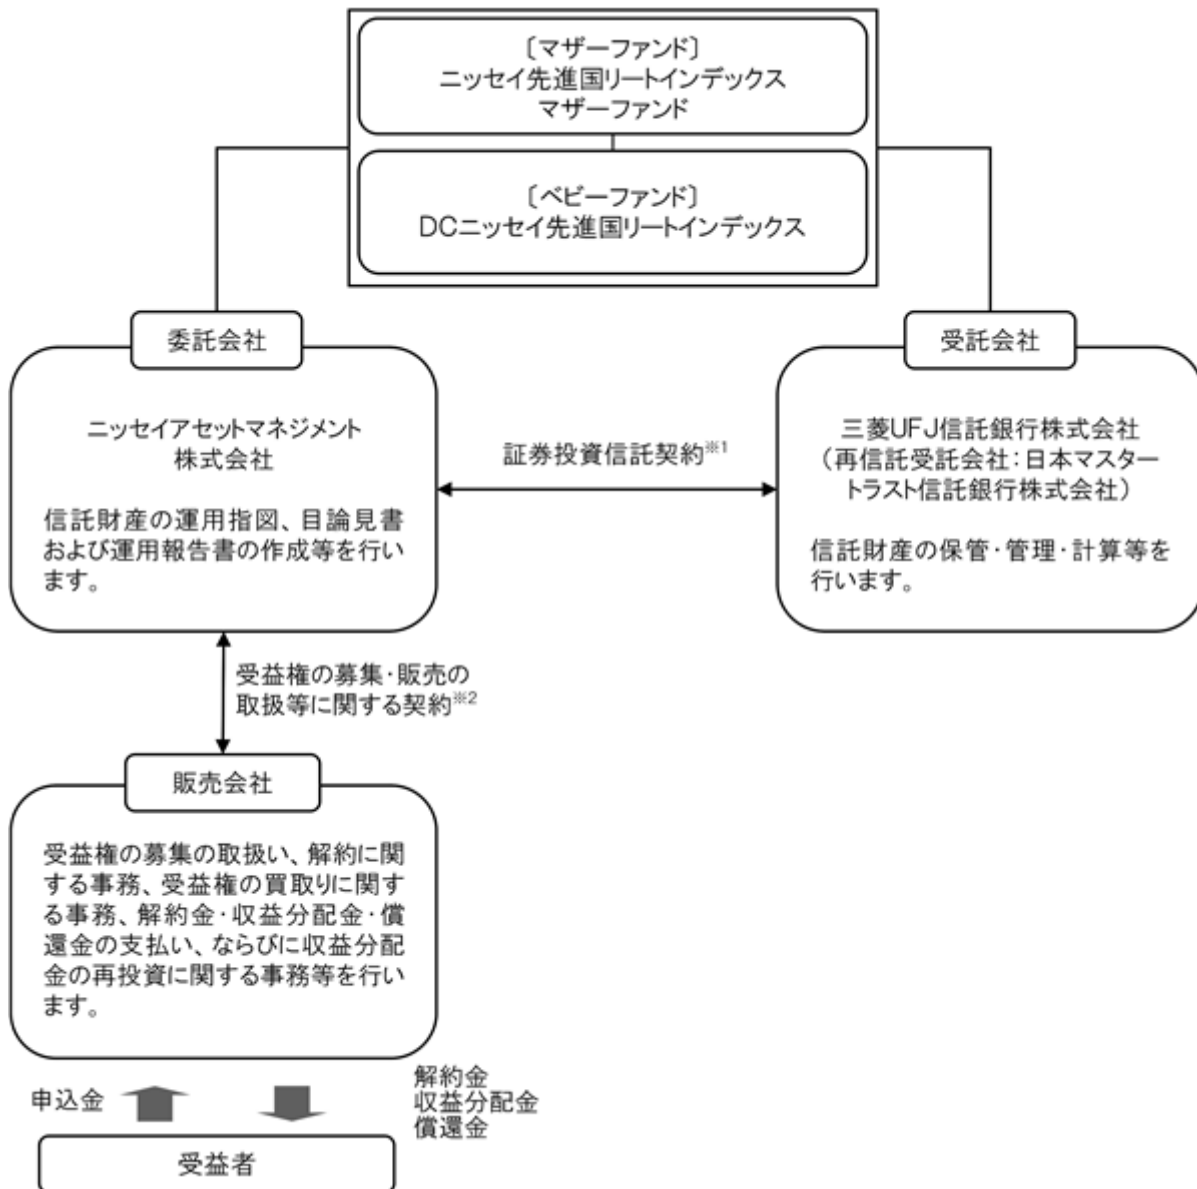 〔マザーファンド〕
ニッセイ先進国リートインデックス
マザーファンド
〔ベビーファンド〕
DCニッセイ先進国リートインデックス
委託会社
ニッセイアセットマネジメント
株式会社
信託財産の運用指図、目論見書
および運用報告書の作成等を行い
ます。
証券投資信託契約※1
受託会社
三菱UFJ信託銀行株式会社
（再信託受託会社：日本マスター
トラスト信託銀行株式会社）
信託財産の保管・管理・計算等を
行います。
受益権の募集・販売の
取扱等に関する契約※2
販売会社
受益権の募集の取扱い、解約に関
する事務、受益権の買取りに関す
る事務、解約金・収益分配金・償
還金の支払い、ならびに収益分配
金の再投資に関する事務等を行い
ます。
申込金
解約金
収益分配金
償還金
受益者